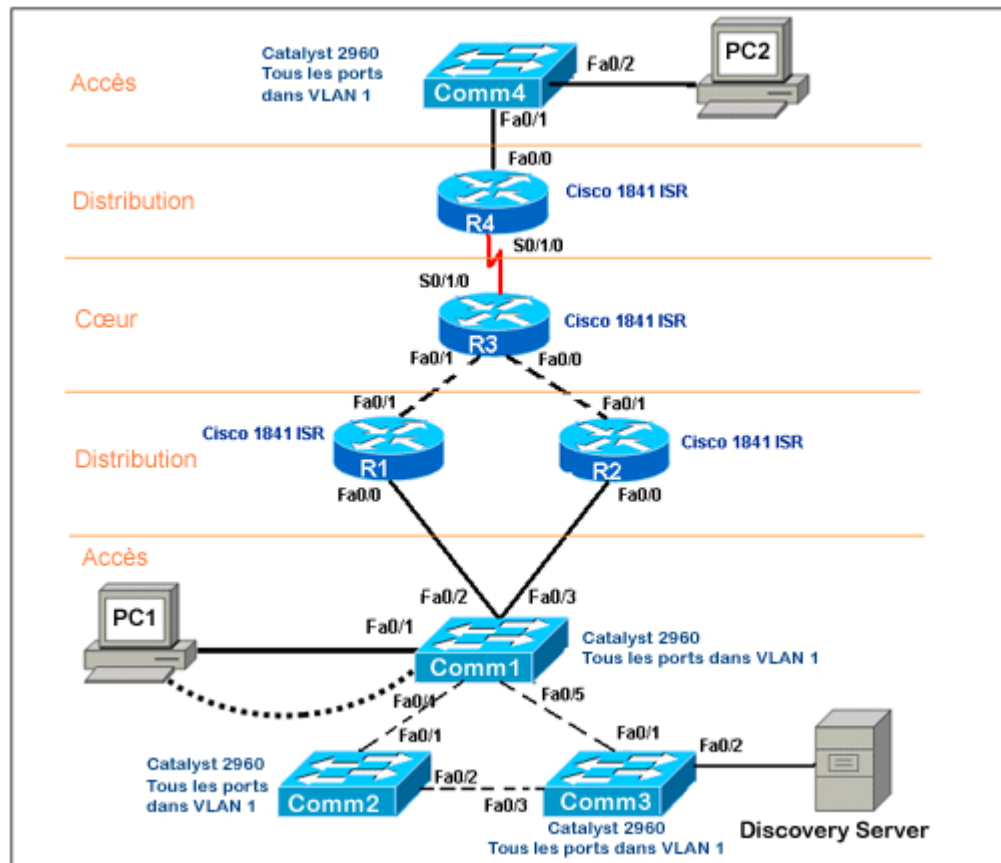 Catalyst 2960
Tous les ports
dans VLAN 1
Accès
Comm4
Fa0/2
PC2
Fa0/1
Fa0/0
Distribution
Cisco 1841 ISR
R4
S0/1/0
S0/1/0
Cœur
Cisco 1841 ISR
R3
Fa0/1
Fa0/0
Fa0/1
Fa0/1
Cisco 1841 ISR
Cisco 1841 ISR
Distribution
R1
R2
Fa0/0
Fa0/0
Accès
Fa0/2
Fa0/3
PC1
Fa0/1
Comm1
Catalyst 2960
Tous les ports dans VLAN 1
Fa0/4
Fa0/5
Fa0/1
Fa0/1
Fa0/2
Catalyst 2960
Tous les ports
dans VLAN 1
Comm2
Fa0/2
Fa0/3
Comm3
Catalyst 2960
Tous les ports dans VLAN 1
Discovery Server